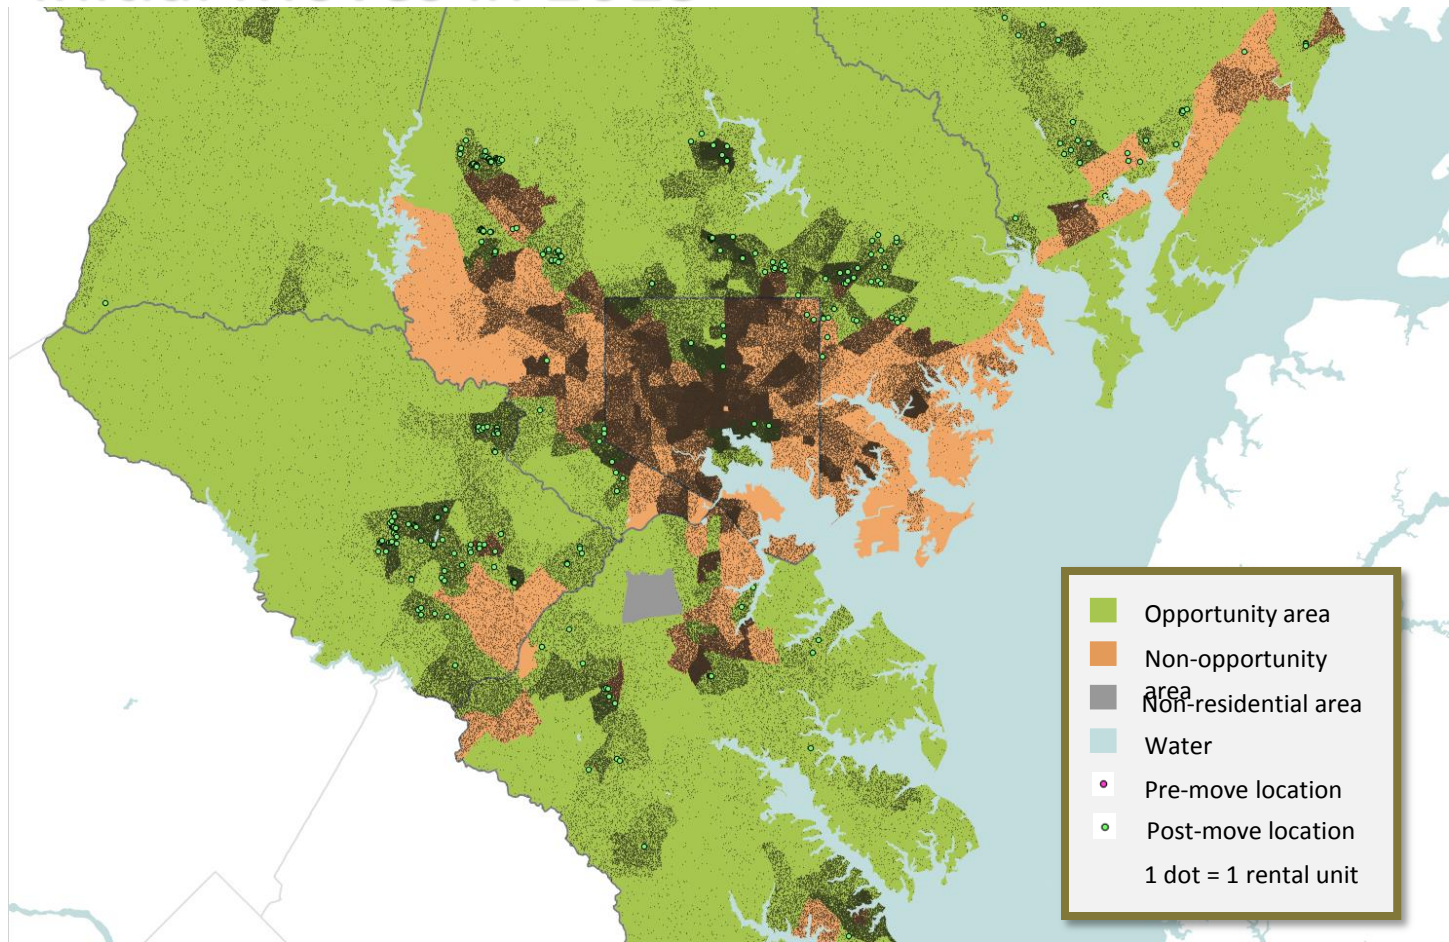 Opportunity area
Non-opportunity
area
Non-residential area
Water
Pre-move location
Post-move location
1 dot = 1 rental unit